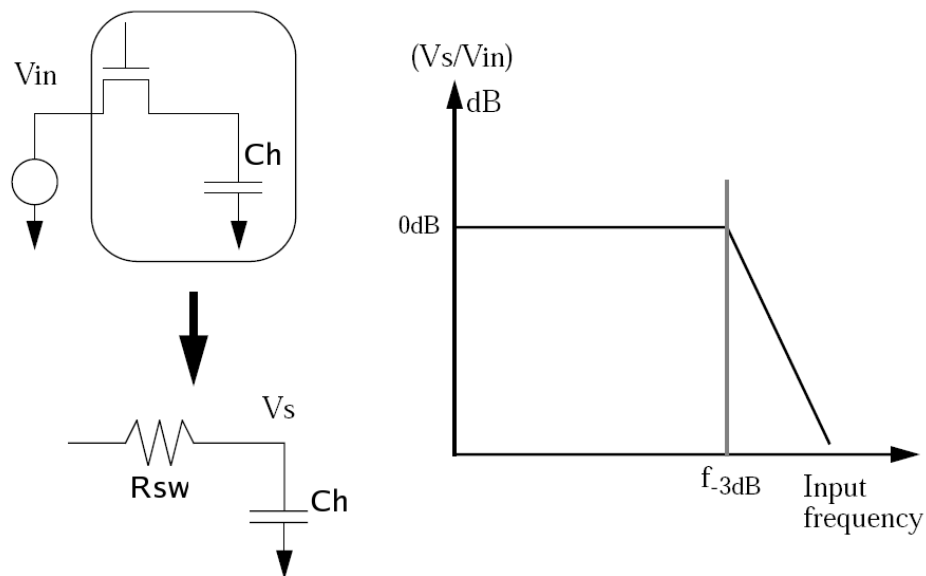 Vin
Ch
Vs
Rsw
Ch
(Vs/Vin)
dB
0dB
f-3dB
Input
frequency